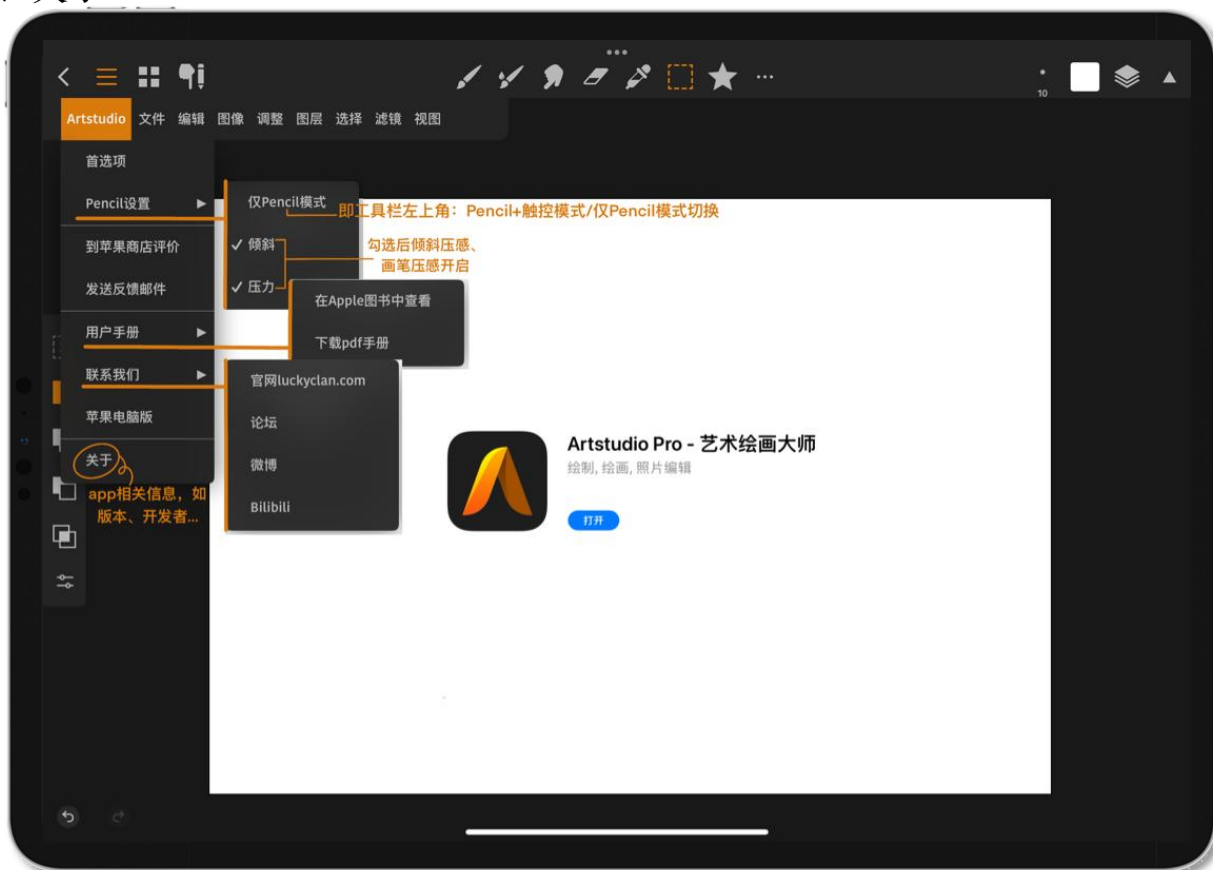 10
Artstudio 文件 编辑 图像 调整 图层 选择 滤镜 视图
首选项
Pencil设置
到苹果商店评价
发送反馈邮件
用户手册
联系我们
苹果电脑版
关于
app相关信息，如
版本、开发者...
仅Pencil模式
即工具栏左上角：Pencil+触控模式/仅Pencil模式切换
✓ 倾斜
✓ 压力
勾选后倾斜压感、
画笔压感开启
在Apple图书中查看
下载pdf手册
官网luckyclan.com
论坛
微博
Bilibili
Artstudio Pro - 艺术绘画大师
绘制, 绘画, 照片编辑
打开